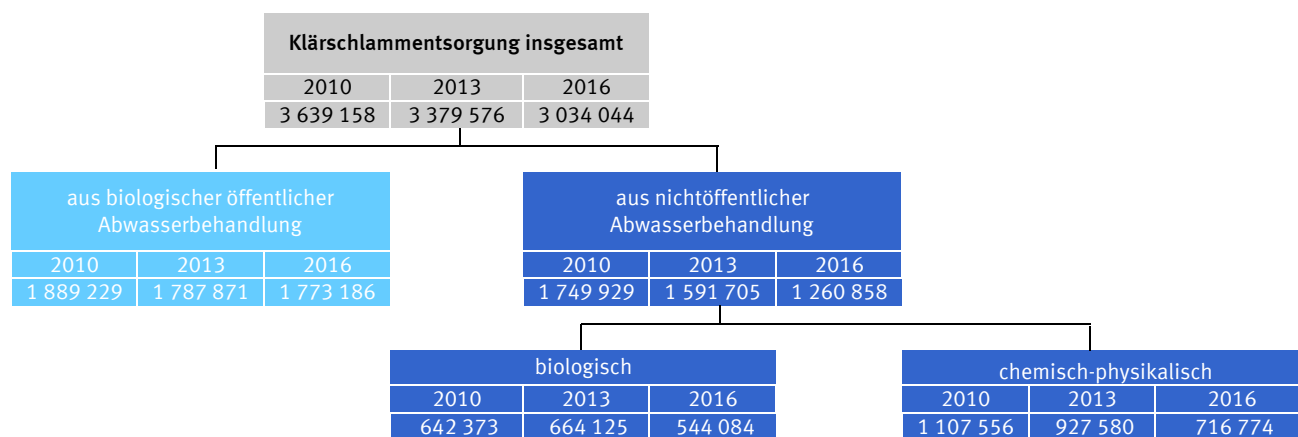 Klärschlammentsorgung insgesamt
2010 2013 2016
3 639 158 3 379 576 3 034 044
aus biologischer öffentlicher
Abwasserbehandlung
2010 2013 2016
1 889 229 1 787 871 1 773 186
aus nichtöffentlicher
Abwasserbehandlung
2010 2013 2016
1 749 929 1 591 705 1 260 858
biologisch
2010 2013 2016
642 373 664 125 544 084
chemisch-physikalisch
2010 2013 2016
1 107 556 927 580 716 774